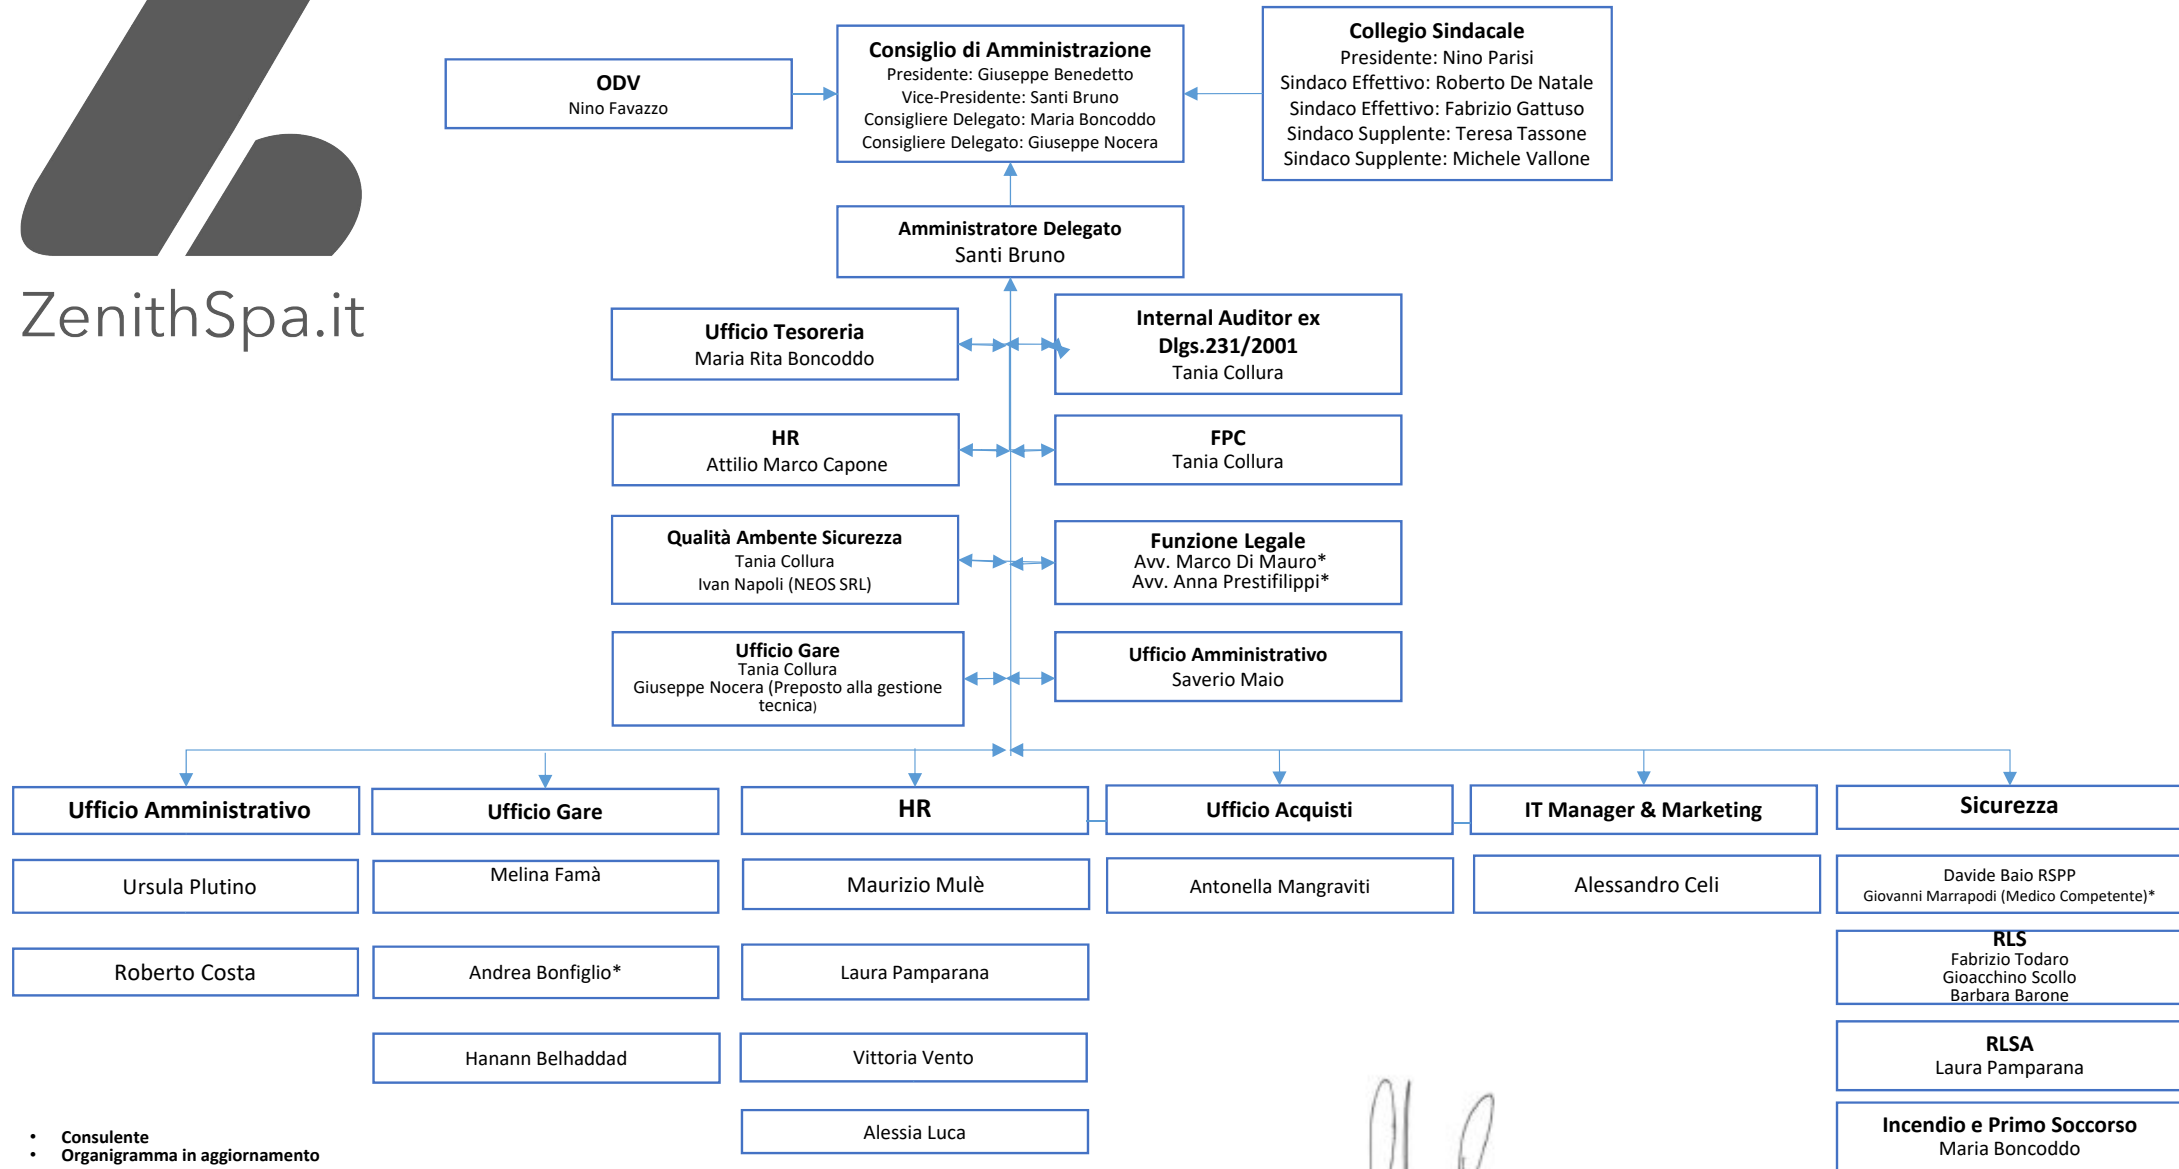 ZenithSpa.it
ODV
Nino Favazzo
Consiglio di Amministrazione
Presidente: Giuseppe Benedetto
Vice-Presidente: Santi Bruno
Consigliere Delegato: Maria Boncoddo
Consigliere Delegato: Giuseppe Nocera
Collegio Sindacale
Presidente: Nino Parisi
Sindaco Effettivo: Roberto De Natale
Sindaco Effettivo: Fabrizio Gattuso
Sindaco Supplente: Teresa Tassone
Sindaco Supplente: Michele Vallone
Amministratore Delegato
Santi Bruno
Ufficio Tesoreria
Maria Rita Boncoddo
Internal Auditor ex
Dlgs.231/2001
Tania Collura
HR
Attilio Marco Capone
FPC
Tania Collura
Qualità Ambente Sicurezza
Tania Collura
Ivan Napoli (NEOS SRL)
Funzione Legale
Avv. Marco Di Mauro*
Avv. Anna Prestifilippi*
Ufficio Gare
Tania Collura
Giuseppe Nocera (Preposto alla gestione
tecnica)
Ufficio Amministrativo
Saverio Maio
Ufficio Amministrativo
Ursula Plutino
Roberto Costa
Ufficio Gare
Melina Famà
Andrea Bonfiglio*
Hanann Belhaddad
HR
Maurizio Mulè
Laura Pamparana
Vittoria Vento
Alessia Luca
Ufficio Acquisti
Antonella Mangraviti
IT Manager & Marketing
Alessandro Celi
Sicurezza
Davide Baio RSPP
Giovanni Marrapodi (Medico Competente)*
RLS
Fabrizio Todaro
Gioacchino Scollo
Barbara Barone
RLSA
Laura Pamparana
Incendio e Primo Soccorso
Maria Boncoddo
• Consulente
• Organigramma in aggiornamento